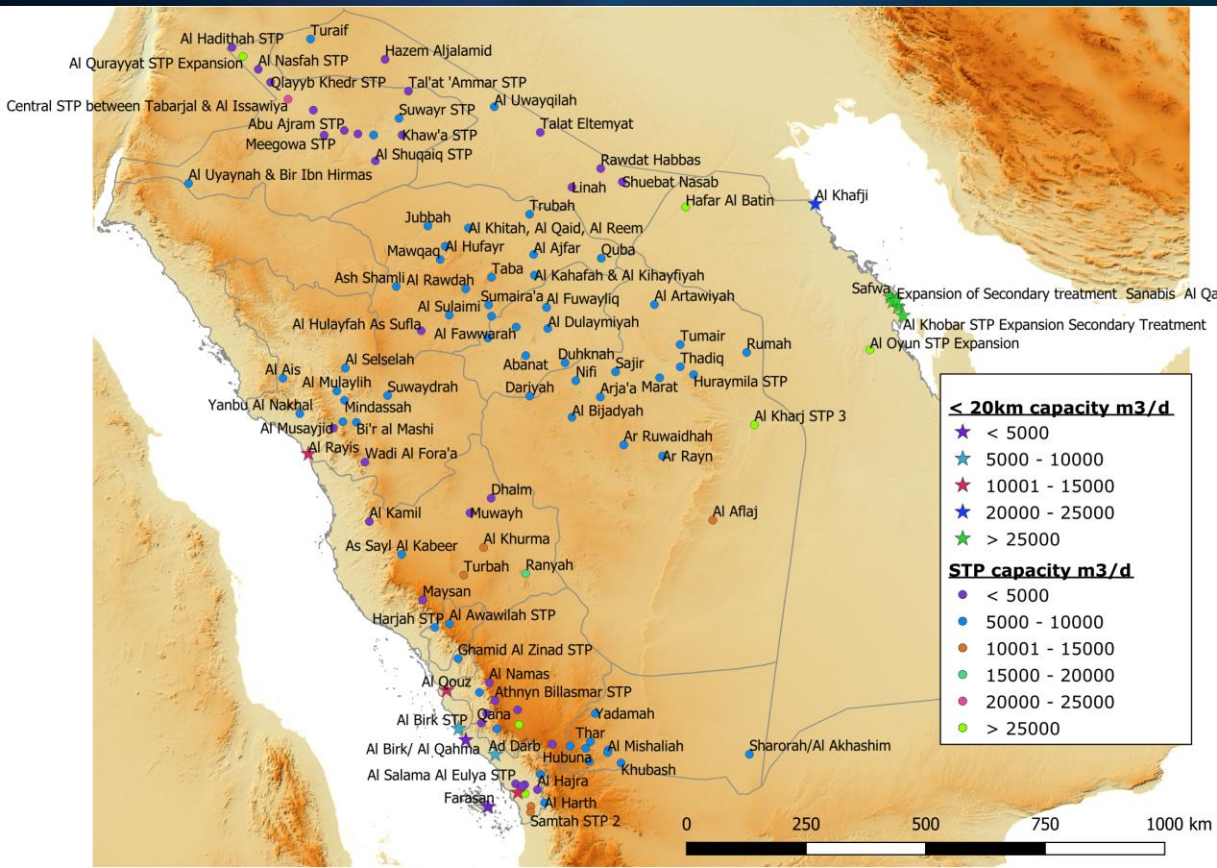 Turaif
Al Hadithah STP
Hazem Aljalamid
Al Qurayyat STP Expansion
Al Nasfah STP
Qlayyb Khedr STP
Tal'at 'Ammar STP
Central STP between Tabarjal & Al Issawiya
Al Uwayqilah
Suwayr STP
Abu Ajram STP
Talat Eltemyat
Khaw'a STP
Meegowa STP
Al Shuqaiq STP
Rawdat Habbas
Al Uyaynah & Bir Ibn Hirmas
Shuebat Nasab
Linah
Al Khafji
Hafar Al Batin
Trubah
Jubbah
Al Khitah, Al Qaid, Al Reem
Al Hufayr
Mawqaq
Al Ajfar
Quba
Taba
Al Kahafah & Al Kihayfiyah
Ash Shamli
Al Rawdah
Safwa
Expansion of Secondary treatment Sanabis Al Qa
Sumaira'a
Al Fuwayliq
Al Artawiyah
Al Sulaimi
Al Hulayfah As Sufla
Al Dulaymiyah
Al Khobar STP Expansion Secondary Treatment
Al Fawwarah
Tumair
Rumah
Al Oyun STP Expansion
Abanat
Duhknah
Sajir
Thadiq
Al Selselah
Al Ais
Nifi
Al Mulaylih
Suwaydrah
Dariyah
Arja'a
Marat
Huraymila STP
Yanbu Al Nakhal
Mindassah
Al Bijadyah
Al Kharj STP 3
Al Musayjid
Bi'r al Mashi
Al Rayis
Ar Ruwaidhah
Wadi Al Fora'a
Ar Rayn
Dhalm
Al Kamil
Muwayh
Al Aflaj
Al Khurma
As Sayl Al Kabeer
Turbah
Ranyah
Maysan
Harjah STP
Al Awawilah STP
Ghamid Al Zinad STP
Al Namas
Al Qouz
Athnyn Billasmar STP
Al Birk STP
Qana
Yadamah
Thar
Al Birk/ Al Qahma
Ad Darb
Al Mishaliah
Hubuna
Khubash
Sharorah/Al Akhashim
Al Salama Al Eulya STP
Al Hajra
Farasan
Al Harth
Samtah STP 2
< 20km capacity m3/d
< 5000
5000 - 10000
10001 - 15000
20000 - 25000
> 25000
STP capacity m3/d
< 5000
5000 - 10000
10001 - 15000
15000 - 20000
20000 - 25000
> 25000
0 250 500 750 1000 km